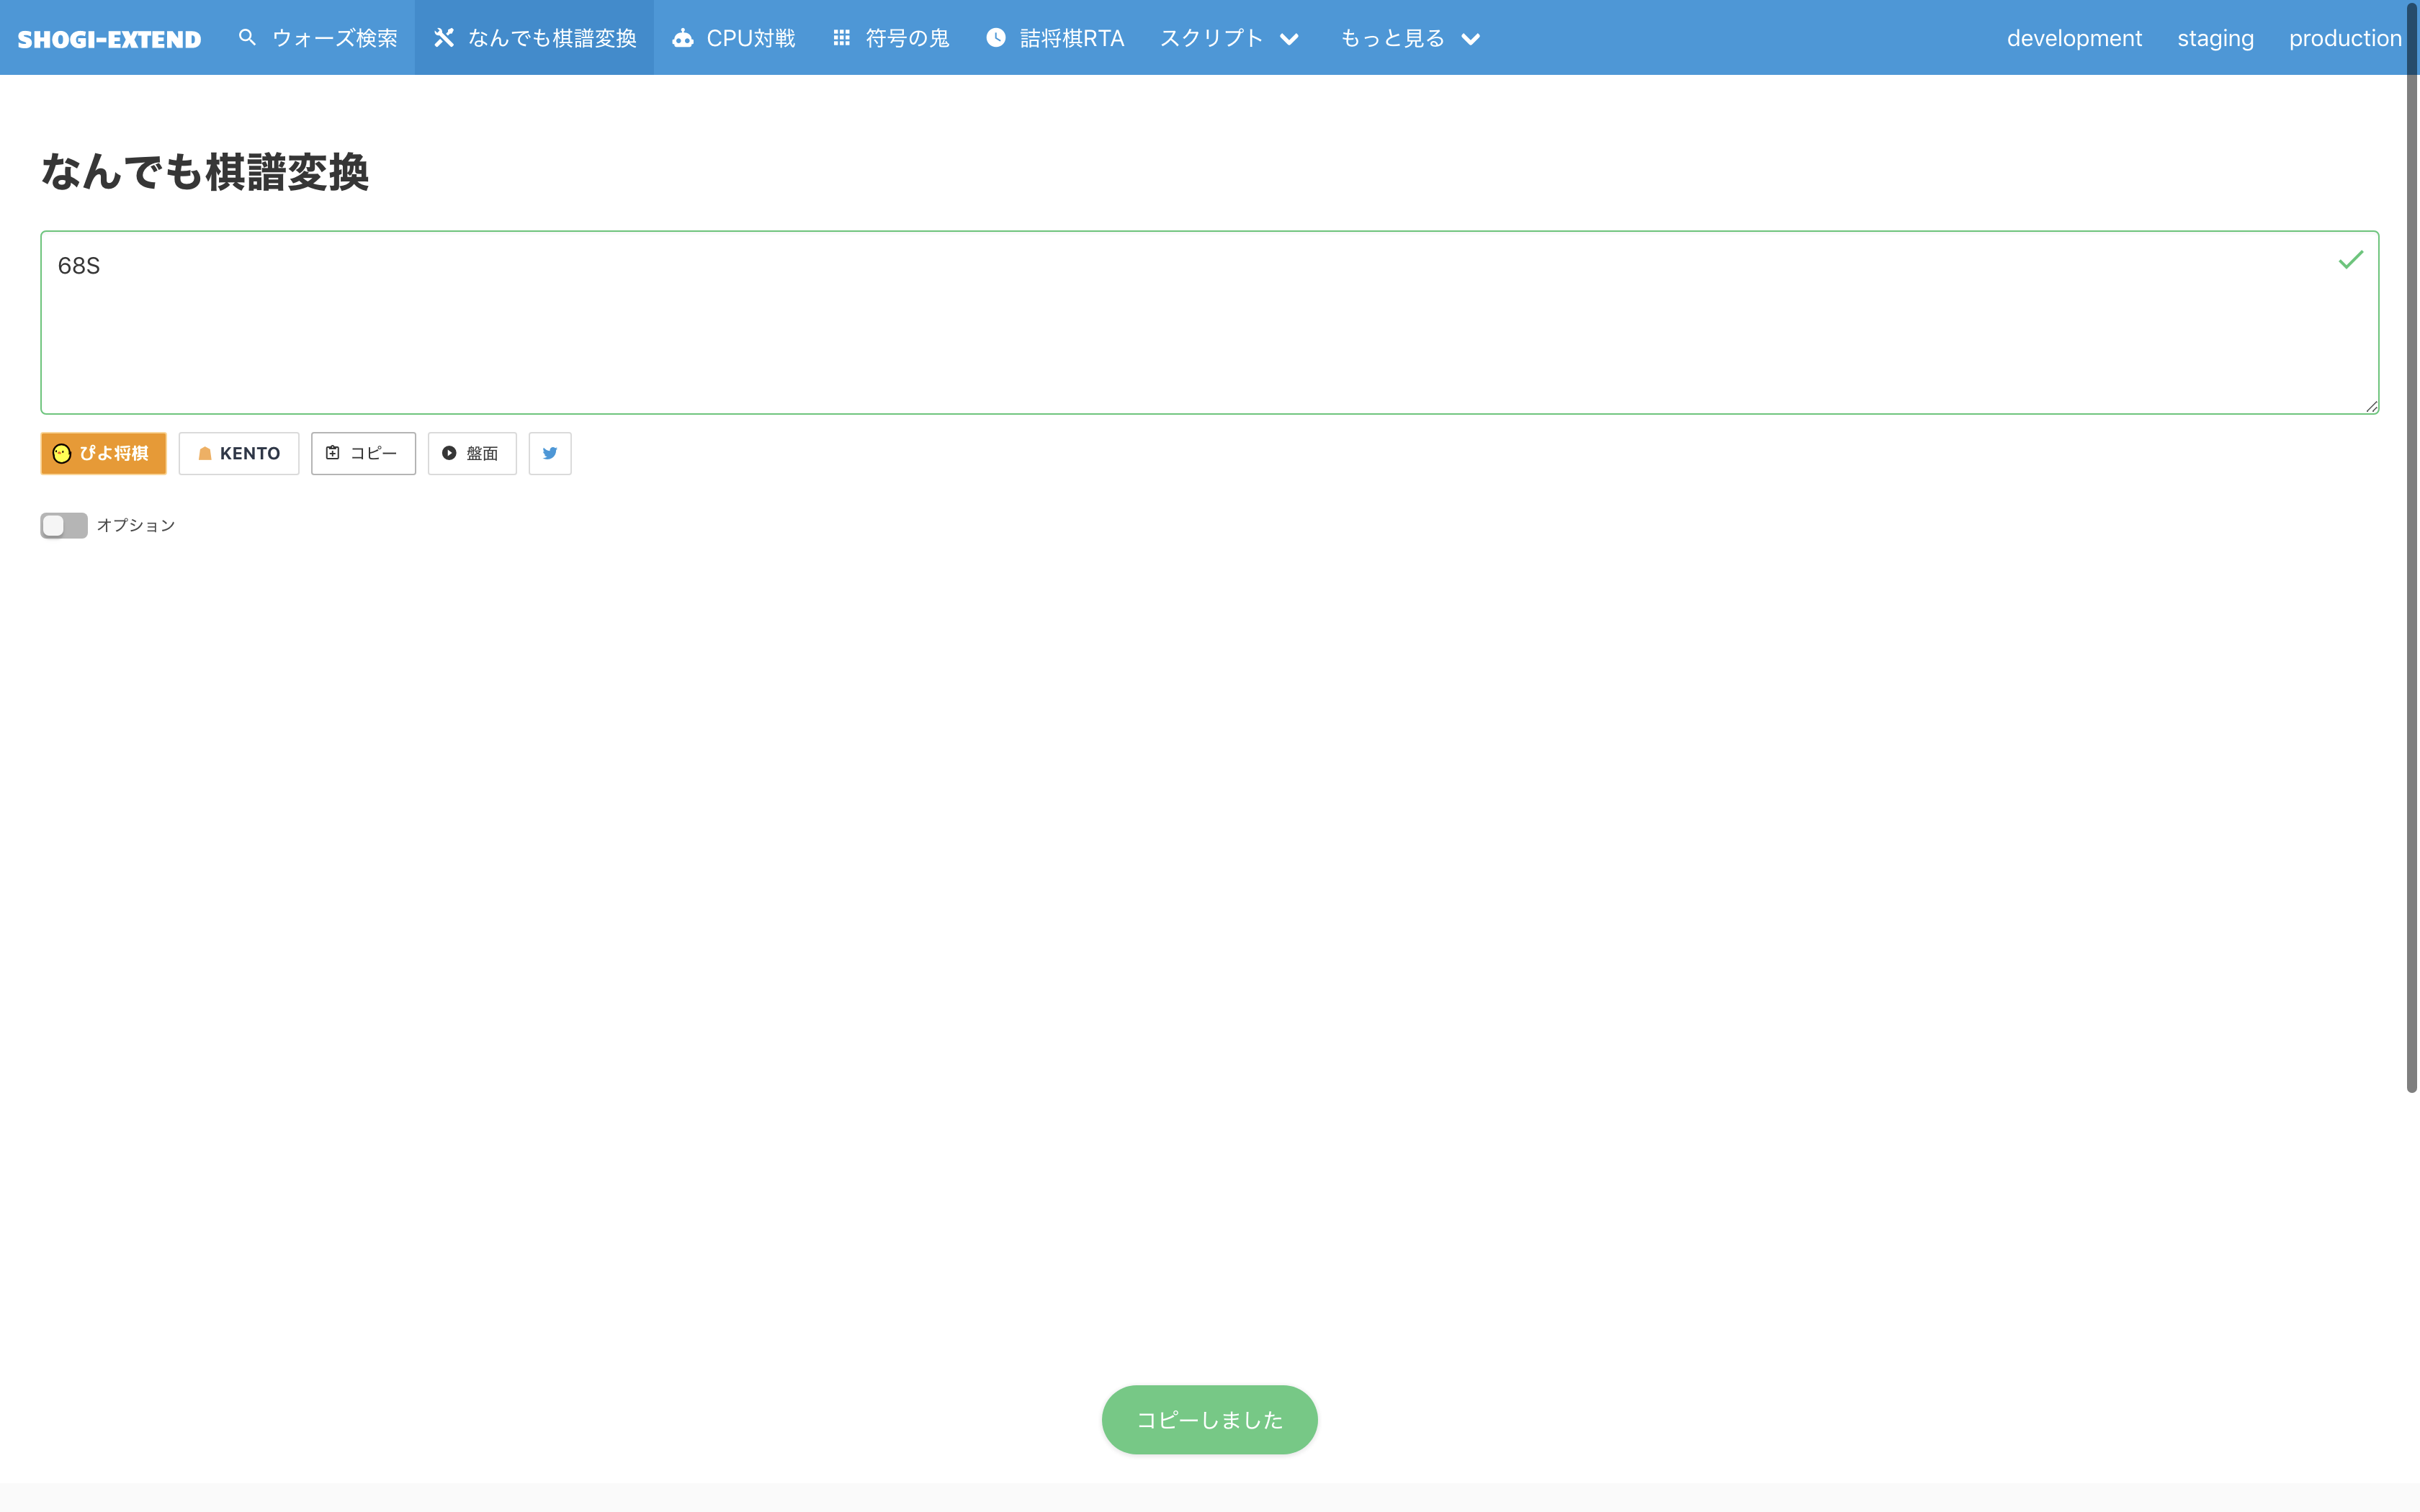 SHOGI-EXTEND ウォーズ検索 なんでも棋譜変換 CPU対戦 符号の鬼 詰将棋RTA スクリプト もっと見る development staging production
なんでも棋譜変換
68S
ぴよ将棋 KENTO コピー 盤面
オプション
コピーしました